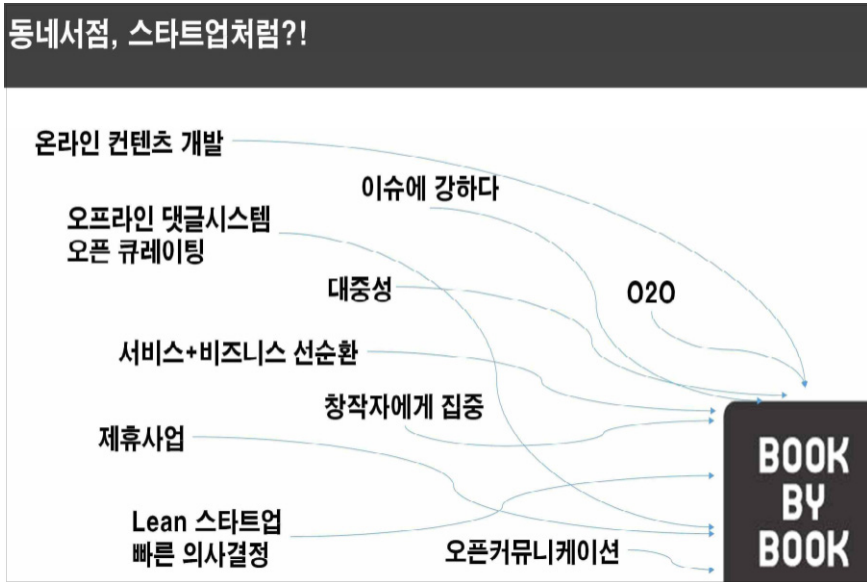 동네서점, 스타트업처럼?!
온라인 컨텐츠 개발
이슈에 강하다
오프라인 댓글시스템
오픈 큐레이팅
대중성
O2O
서비스+비즈니스 선순환
창작자에게 집중
제휴사업
Lean 스타트업
빠른 의사결정
오픈커뮤니케이션
BOOK
BY
BOOK